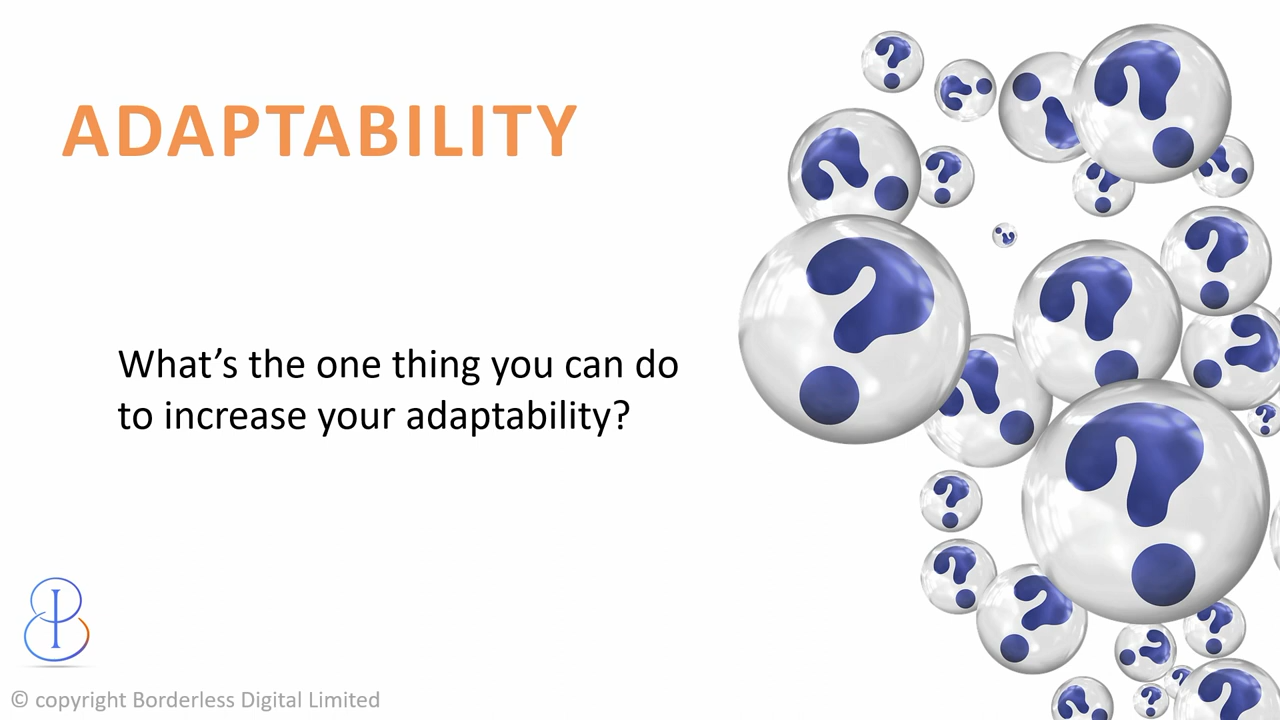 ADAPTABILITY
What’s the one thing you can do
to increase your adaptability?
© copyright Borderless Digital Limited